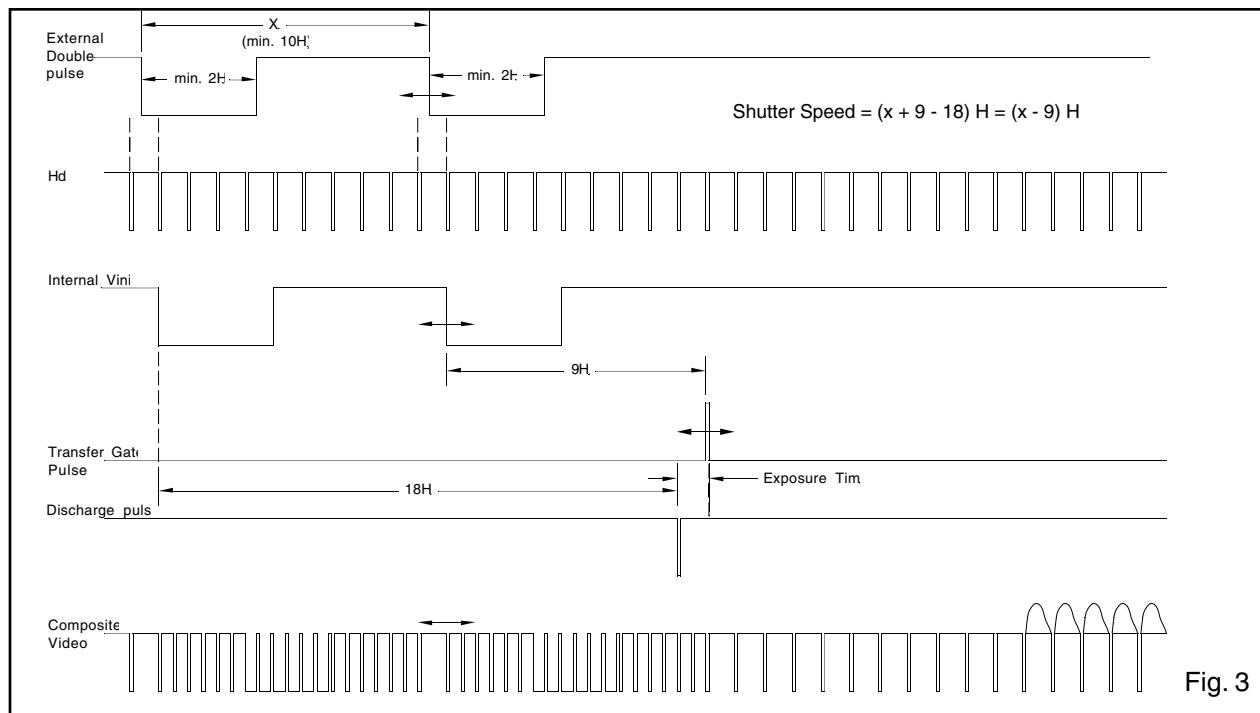 X
(min. 10H)
External
Double
pulse
min. 2H
min. 2H
Shutter Speed = (x + 9 - 18) H = (x - 9) H
Hd
Internal Vini
9H
Transfer Gate
Pulse
Exposure Tim
18H
Discharge puls
Composite
Video
Fig. 3